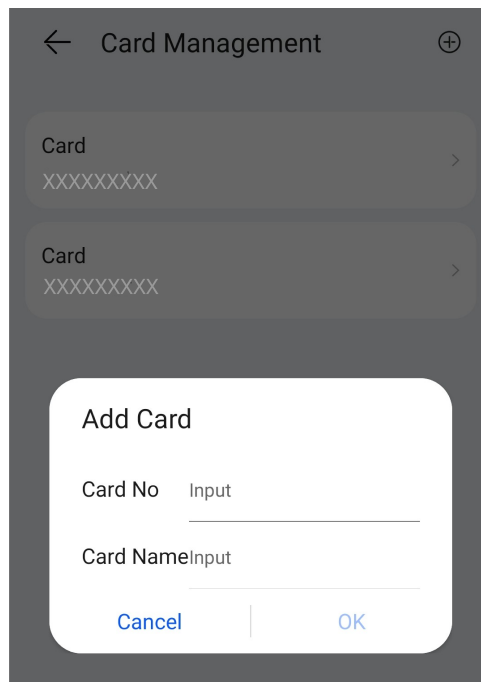 Card Management
Card
XXXXXXXXX
Card
XXXXXXXXX
Add Card
Card No Input
Card Name Input
Cancel OK